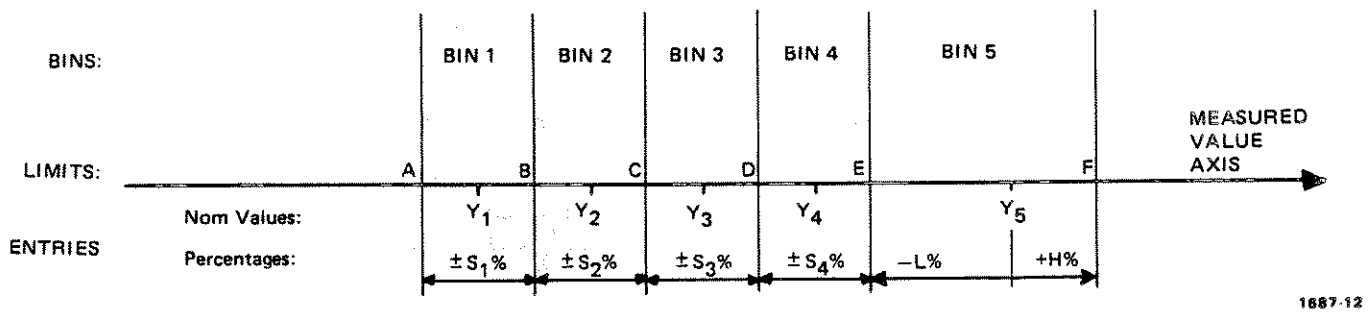 BINS: BIN 1 BIN 2 BIN 3 BIN 4 BIN 5
MEASURED
VALUE
AXIS
LIMITS: A B C D E F
Nom Values: Y1 Y2 Y3 Y4 Y5
ENTRIES
Percentages: ±S1% ±S2% ±S3% ±S4% −L% +H%
1687-12